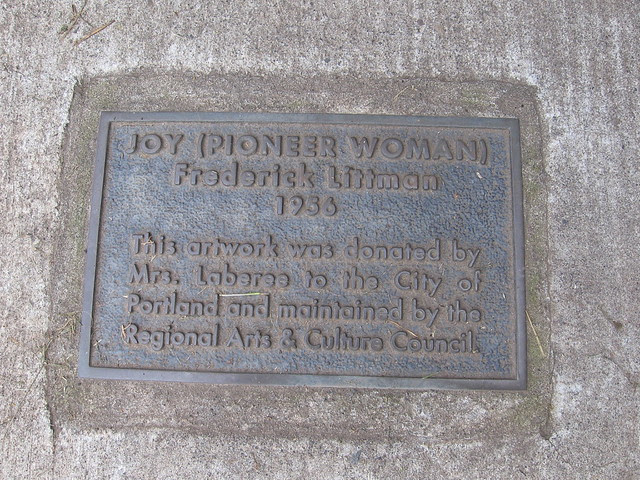 JOY (PIONEER WOMAN)
Frederick Littman
1956
This artwork was donated by
Mrs. Laberee to the City of
Portland and maintained by the
Regional Arts & Culture Council.